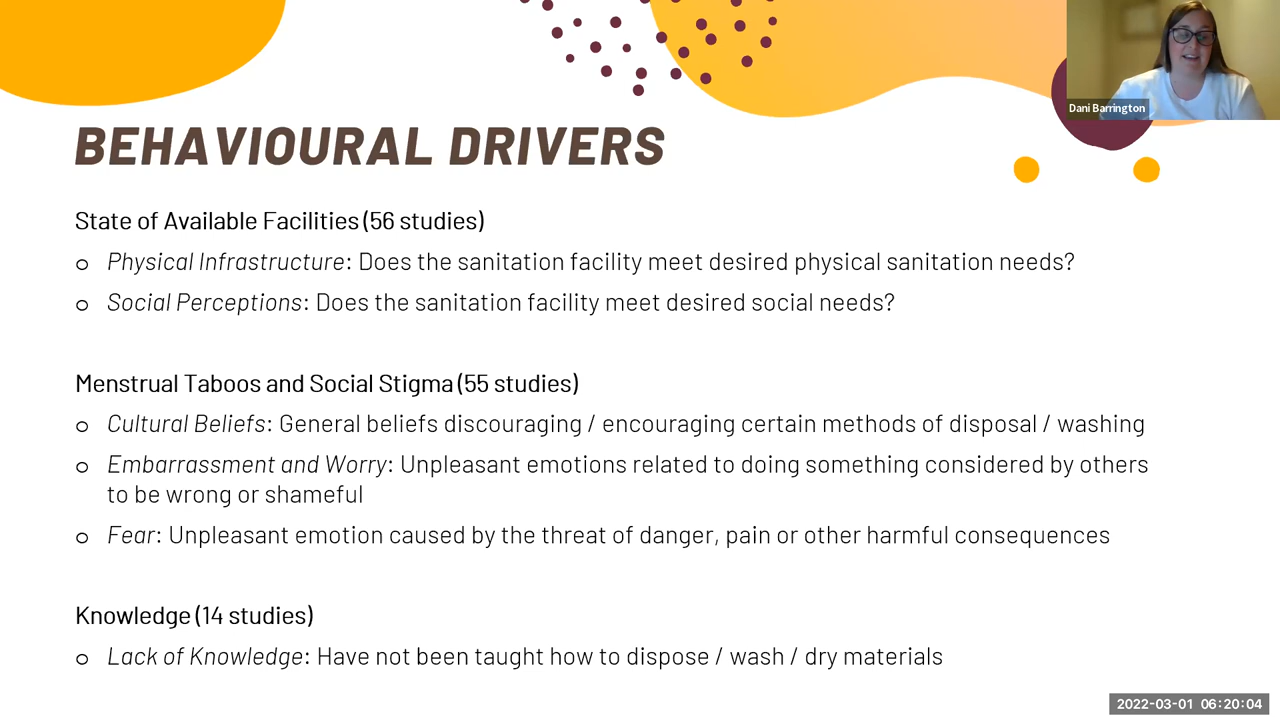 Dani Barrington
BEHAVIOURAL DRIVERS
State of Available Facilities (56 studies)
o Physical Infrastructure: Does the sanitation facility meet desired physical sanitation needs?
o Social Perceptions: Does the sanitation facility meet desired social needs?
Menstrual Taboos and Social Stigma (55 studies)
o Cultural Beliefs: General beliefs discouraging / encouraging certain methods of disposal / washing
o Embarrassment and Worry: Unpleasant emotions related to doing something considered by others
to be wrong or shameful
o Fear: Unpleasant emotion caused by the threat of danger, pain or other harmful consequences
Knowledge (14 studies)
o Lack of Knowledge: Have not been taught how to dispose / wash / dry materials
2022-03-01 06:20:04